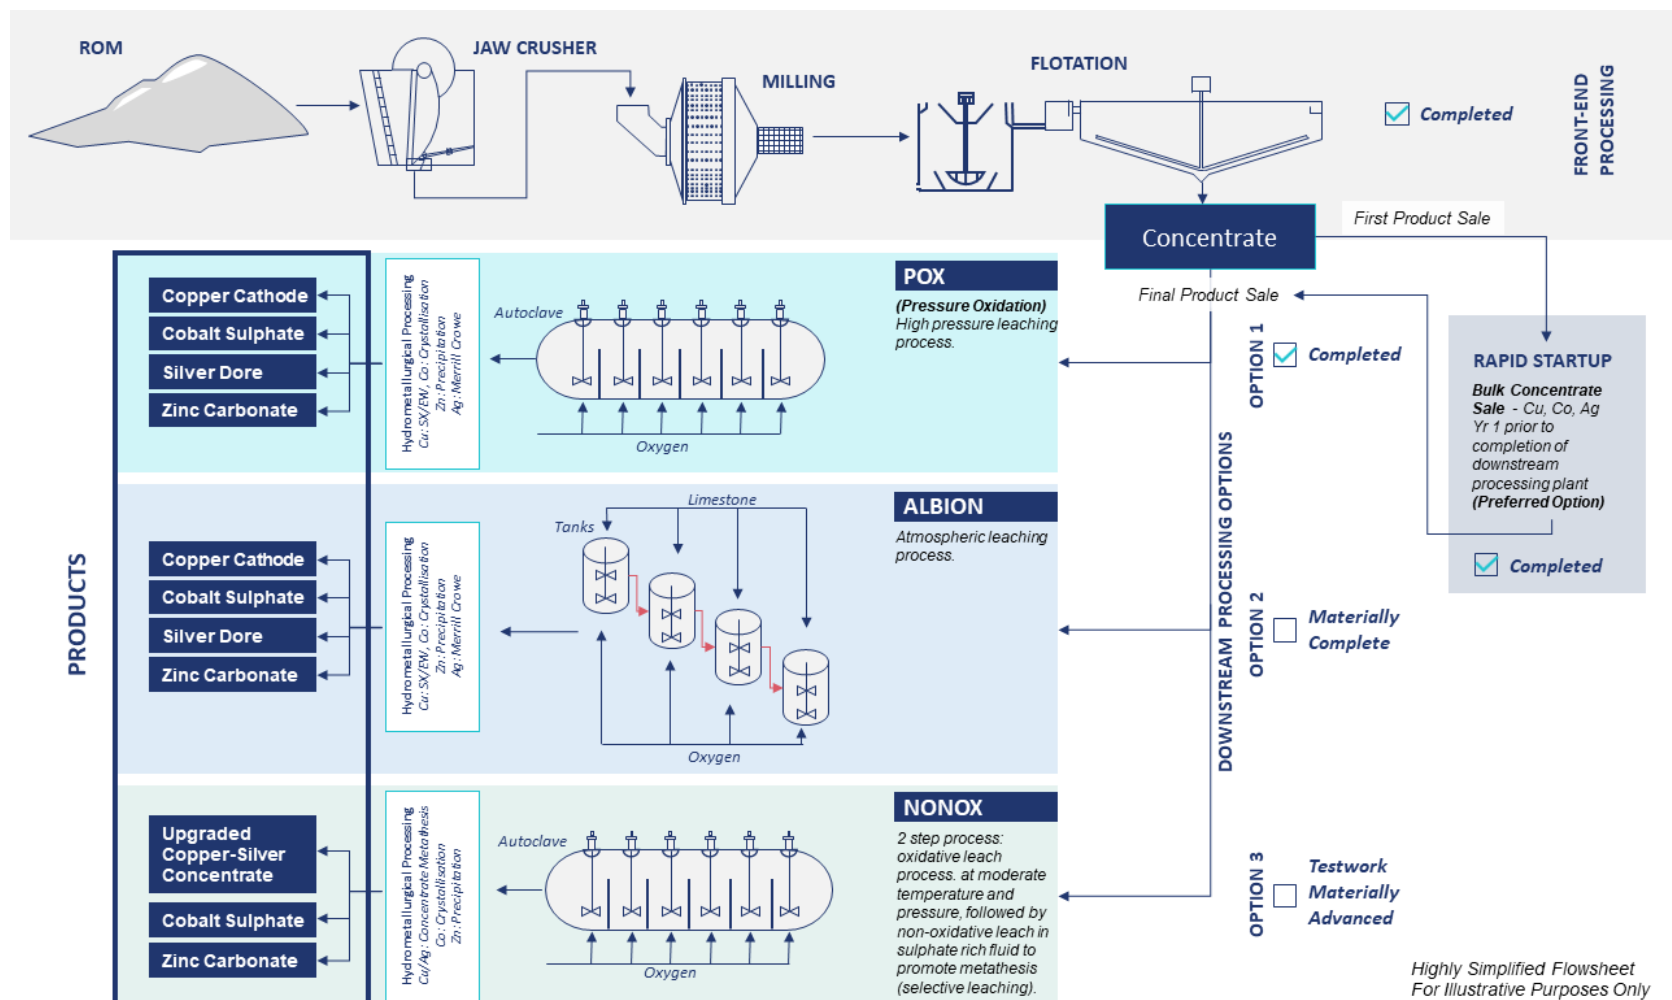 ROM
JAW CRUSHER
MILLING
FLOTATION
Completed
FRONT-END
PROCESSING
Concentrate
First Product Sale
Final Product Sale
RAPID STARTUP
Bulk Concentrate
Sale - Cu, Co, Ag
Yr 1 prior to
completion of
downstream
processing plant
(Preferred Option)
Completed
DOWNSTREAM PROCESSING OPTIONS
OPTION 1
Completed
POX
(Pressure Oxidation)
High pressure leaching
process.
Autoclave
Oxygen
Hydrometallurgical Processing
Cu: SX/EW, Co: Crystallisation
Zn: Precipitation
Ag: Merrill Crowe
Copper Cathode
Cobalt Sulphate
Silver Dore
Zinc Carbonate
PRODUCTS
OPTION 2
Materially
Complete
ALBION
Atmospheric leaching
process.
Limestone
Tanks
Oxygen
Hydrometallurgical Processing
Cu: SX/EW, Co: Crystallisation
Zn: Precipitation
Ag: Merrill Crowe
Copper Cathode
Cobalt Sulphate
Silver Dore
Zinc Carbonate
OPTION 3
Testwork
Materially
Advanced
NONOX
2 step process:
oxidative leach
process. at moderate
temperature and
pressure, followed by
non-oxidative leach in
sulphate rich fluid to
promote metathesis
(selective leaching).
Autoclave
Oxygen
Hydrometallurgical Processing
Cu/Ag: Concentrate Metathesis
Co: Crystallisation
Zn: Precipitation
Upgraded
Copper-Silver
Concentrate
Cobalt Sulphate
Zinc Carbonate
Highly Simplified Flowsheet
For Illustrative Purposes Only